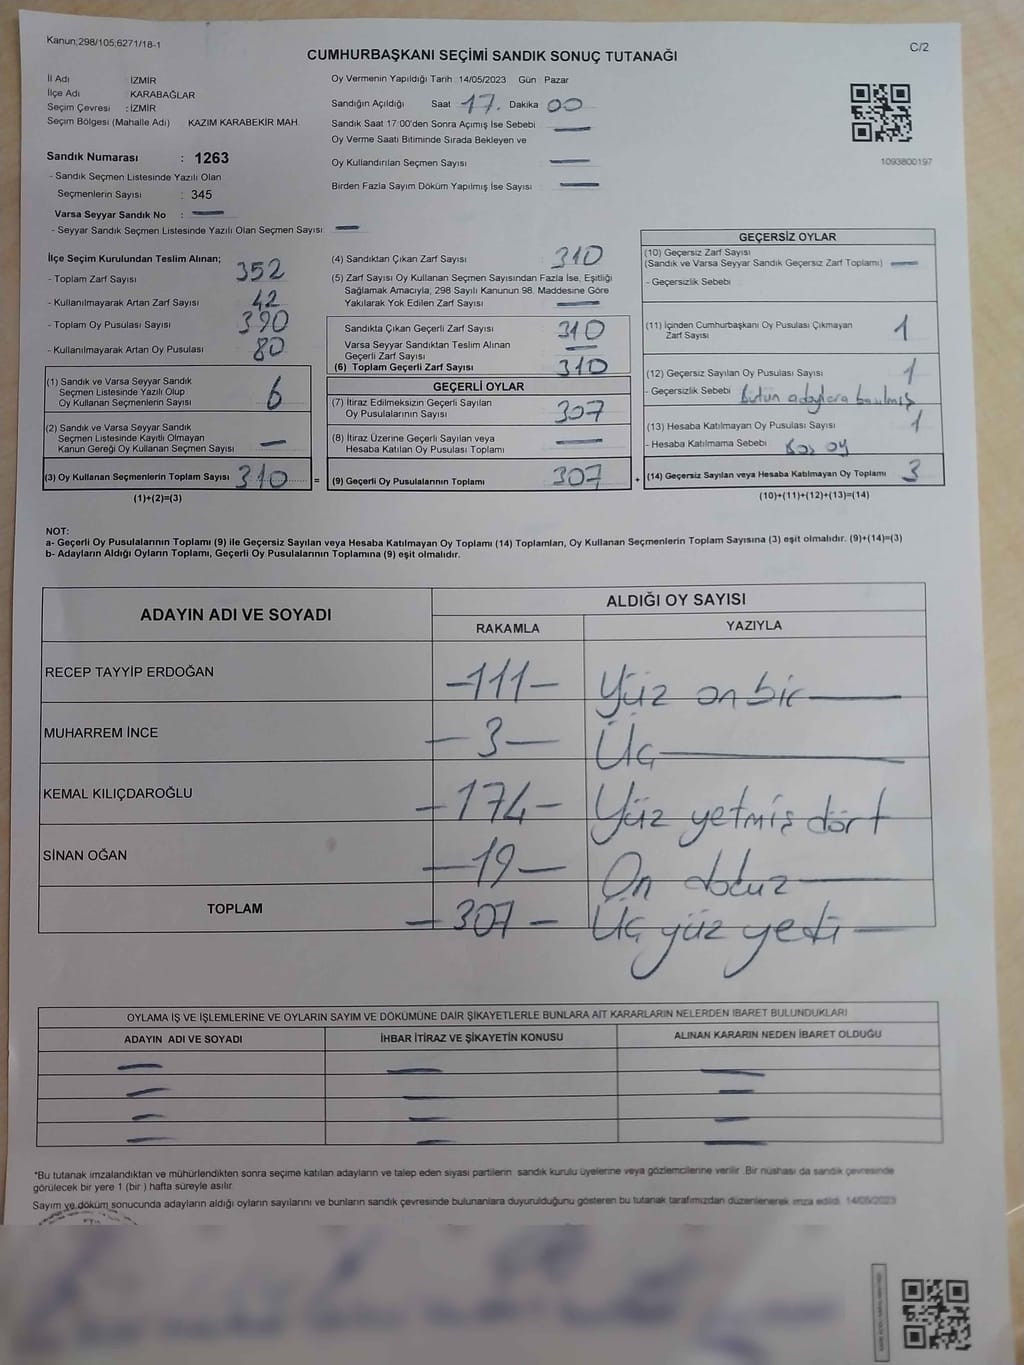 Kanun;298/105;6271/18-1
C/2
CUMHURBAŞKANI SEÇİMİ SANDIK SONUÇ TUTANAĞI
İl Adı : İZMİR
İlçe Adı : KARABAĞLAR
Seçim Çevresi : İZMİR
Seçim Bölgesi (Mahalle Adı) KAZIM KARABEKİR MAH.
Sandık Numarası : 1263
- Sandık Seçmen Listesinde Yazılı Olan
Seçmenlerin Sayısı : 345
Varsa Seyyar Sandık No : —
- Seyyar Sandık Seçmen Listesinde Yazılı Olan Seçmen Sayısı: —
Oy Vermenin Yapıldığı Tarih :14/05/2023 Gün : Pazar
Sandığın Açıldığı Saat 17. Dakika 00
Sandık Saat 17:00'den Sonra Açımış İse Sebebi : —
Oy Verme Saati Bitiminde Sırada Bekleyen ve
Oy Kullandırılan Seçmen Sayısı : —
Birden Fazla Sayım Döküm Yapılmış İse Sayısı : —
1093800197
İlçe Seçim Kurulundan Teslim Alınan;
- Toplam Zarf Sayısı : 352
- Kullanılmayarak Artan Zarf Sayısı : 42
- Toplam Oy Pusulası Sayısı : 390
- Kullanılmayarak Artan Oy Pusulası : 80
(1) Sandık ve Varsa Seyyar Sandık
Seçmen Listesinde Yazılı Olup
Oy Kullanan Seçmenlerin Sayısı : 6
(2) Sandık ve Varsa Seyyar Sandık
Seçmen Listesinde Kayıtlı Olmayan
Kanun Gereği Oy Kullanan Seçmen Sayısı : —
(3) Oy Kullanan Seçmenlerin Toplam Sayısı : 310
(1)+(2)=(3)
(4) Sandıktan Çıkan Zarf Sayısı : 310
(5) Zarf Sayısı Oy Kullanan Seçmen Sayısından Fazla İse, Eşitliği
Sağlamak Amacıyla; 298 Sayılı Kanunun 98. Maddesine Göre
Yakılarak Yok Edilen Zarf Sayısı : —
Sandıkta Çıkan Geçerli Zarf Sayısı : 310
Varsa Seyyar Sandıktan Teslim Alınan
Geçerli Zarf Sayısı : —
(6) Toplam Geçerli Zarf Sayısı : 310
GEÇERLİ OYLAR
(7) İtiraz Edilmeksizin Geçerli Sayılan
Oy Pusulalarının Sayısı : 307
(8) İtiraz Üzerine Geçerli Sayılan veya
Hesaba Katılan Oy Pusulası Toplamı : —
= (9) Geçerli Oy Pusulalarının Toplamı : 307
GEÇERSİZ OYLAR
(10) Geçersiz Zarf Sayısı
(Sandık ve Varsa Seyyar Sandık Geçersiz Zarf Toplamı) : —
- Geçersizlik Sebebi :
(11) İçinden Cumhurbaşkanı Oy Pusulası Çıkmayan
Zarf Sayısı : 1
(12) Geçersiz Sayılan Oy Pusulası Sayısı : 1
- Geçersizlik Sebebi : bütün adaylara basılmış
(13) Hesaba Katılmayan Oy Pusulası Sayısı : 1
- Hesaba Katılmama Sebebi : Boş oy
+ (14) Geçersiz Sayılan veya Hesaba Katılmayan Oy Toplamı : 3
(10)+(11)+(12)+(13)=(14)
NOT:
a- Geçerli Oy Pusulalarının Toplamı (9) ile Geçersiz Sayılan veya Hesaba Katılmayan Oy Toplamı (14) Toplamları, Oy Kullanan Seçmenlerin Toplam Sayısına (3) eşit olmalıdır. (9)+(14)=(3)
b- Adayların Aldığı Oyların Toplamı, Geçerli Oy Pusulalarının Toplamına (9) eşit olmalıdır.
ADAYIN ADI VE SOYADI
ALDIĞI OY SAYISI
RAKAMLA YAZIYLA
RECEP TAYYİP ERDOĞAN —111— Yüz on bir—
MUHARREM İNCE —3— Üç—
KEMAL KILIÇDAROĞLU —174— Yüz yetmiş dört
SİNAN OĞAN —19— On dokuz—
TOPLAM —307— Üç yüz yedi—
OYLAMA İŞ VE İŞLEMLERİNE VE OYLARIN SAYIM VE DÖKÜMÜNE DAİR ŞİKAYETLERLE BUNLARA AİT KARARLARIN NELERDEN İBARET BULUNDUKLARI
ADAYIN ADI VE SOYADI İHBAR İTİRAZ VE ŞİKAYETİN KONUSU ALINAN KARARIN NEDEN İBARET OLDUĞU
— — —
— — —
— — —
— — —
*Bu tutanak imzalandıktan ve mühürlendikten sonra seçime katılan adayların ve talep eden siyasi partilerin sandık kurulu üyelerine veya gözlemcilerine verilir. Bir nüshası da sandık çevresinde
görülecek bir yere 1 (bir ) hafta süreyle asılır.
Sayım ve döküm sonucunda adayların aldığı oyların sayılarını ve bunların sandık çevresinde bulunanlara duyurulduğunu gösteren bu tutanak tarafımızdan düzenlenerek imza edildi. 14/05/2023